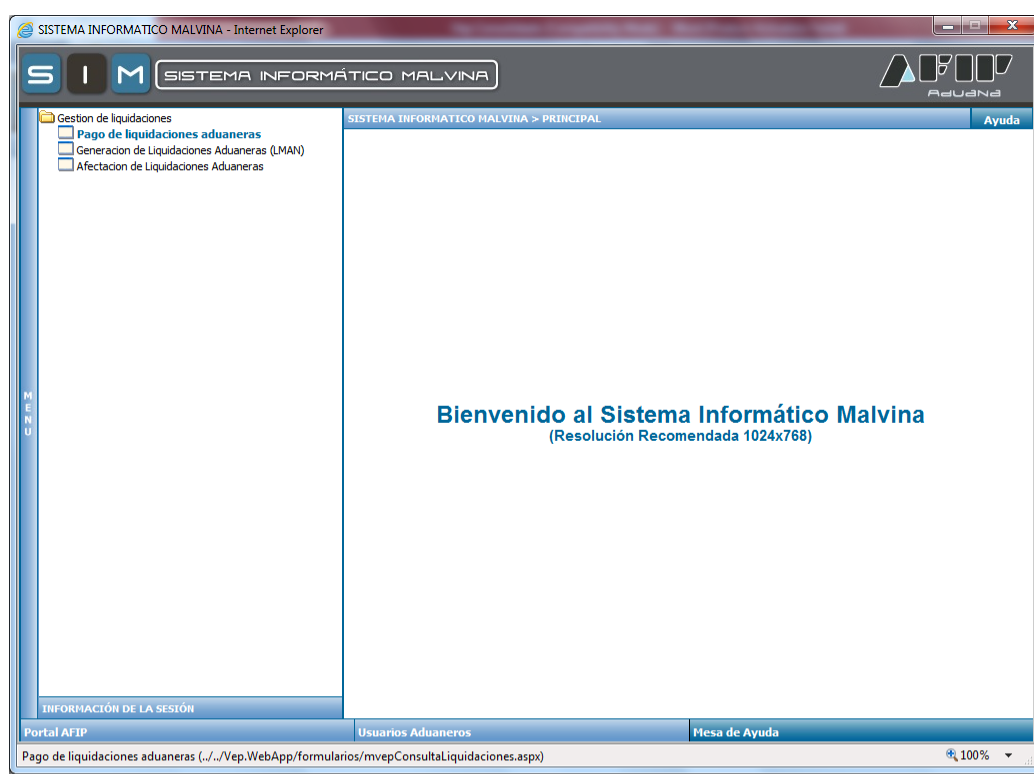 SISTEMA INFORMATICO MALVINA - Internet Explorer
S I M SISTEMA INFORMÁTICO MALVINA
AFIP
Aduana
Gestion de liquidaciones
Pago de liquidaciones aduaneras
Generacion de Liquidaciones Aduaneras (LMAN)
Afectacion de Liquidaciones Aduaneras
SISTEMA INFORMATICO MALVINA > PRINCIPAL
Ayuda
MENU
Bienvenido al Sistema Informático Malvina
(Resolución Recomendada 1024x768)
INFORMACIÓN DE LA SESIÓN
Portal AFIP
Usuarios Aduaneros
Mesa de Ayuda
Pago de liquidaciones aduaneras (../../Vep.WebApp/formularios/mvepConsultaLiquidaciones.aspx)
100%